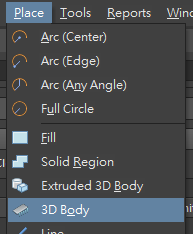 Place Tools Reports
Arc (Center)
Arc (Edge)
Arc (Any Angle)
Full Circle
Fill
Solid Region
Extruded 3D Body
3D Body
Line